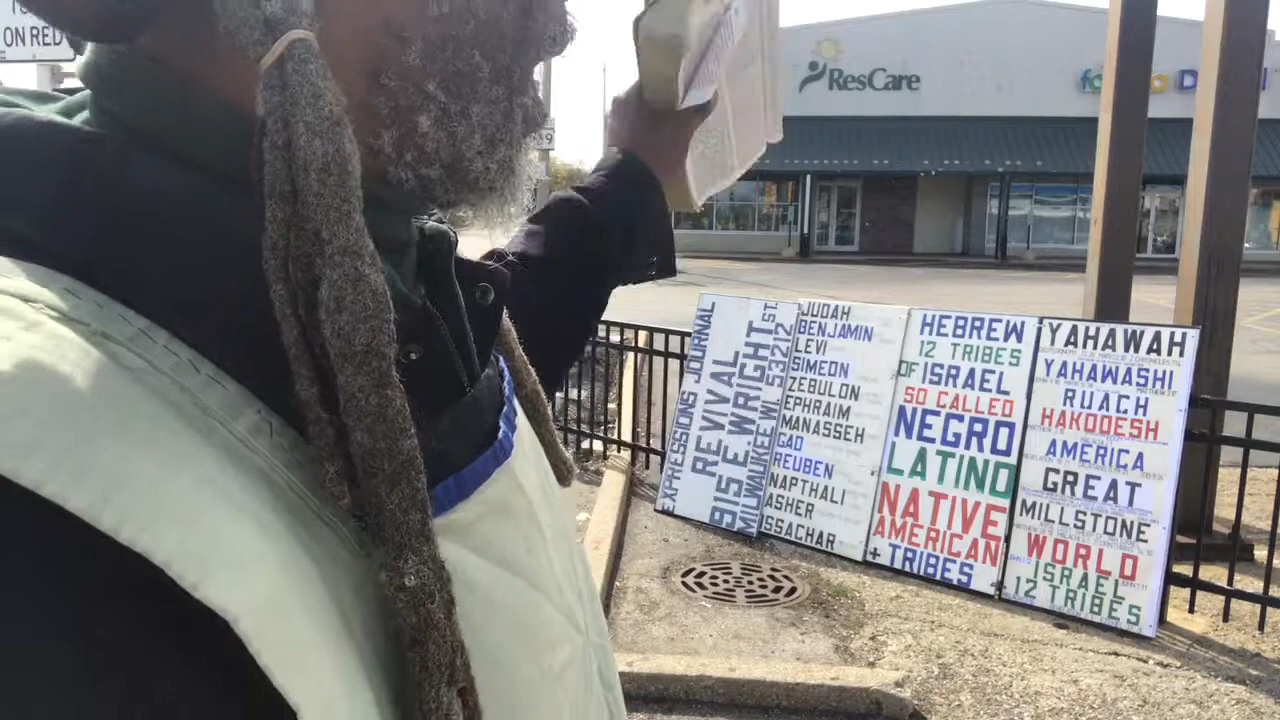 ON RED
ResCare
9
EXPRESSIONS JOURNAL
REVIVAL
915 E WRIGHT ST.
MILWAUKEE WI. 53212
JUDAH
BENJAMIN
LEVI
SIMEON
ZEBULON
EPHRAIM
MANASSEH
GAD
REUBEN
NAPTHALI
ASHER
ISSACHAR
HEBREW
12 TRIBES
OF ISRAEL
SO CALLED
NEGRO
LATINO
NATIVE
AMERICAN
+ TRIBES
YAHAWAH
YAHAWASHI
RUACH
HAKODESH
AMERICA
GREAT
MILLSTONE
WORLD
ISRAEL
12 TRIBES